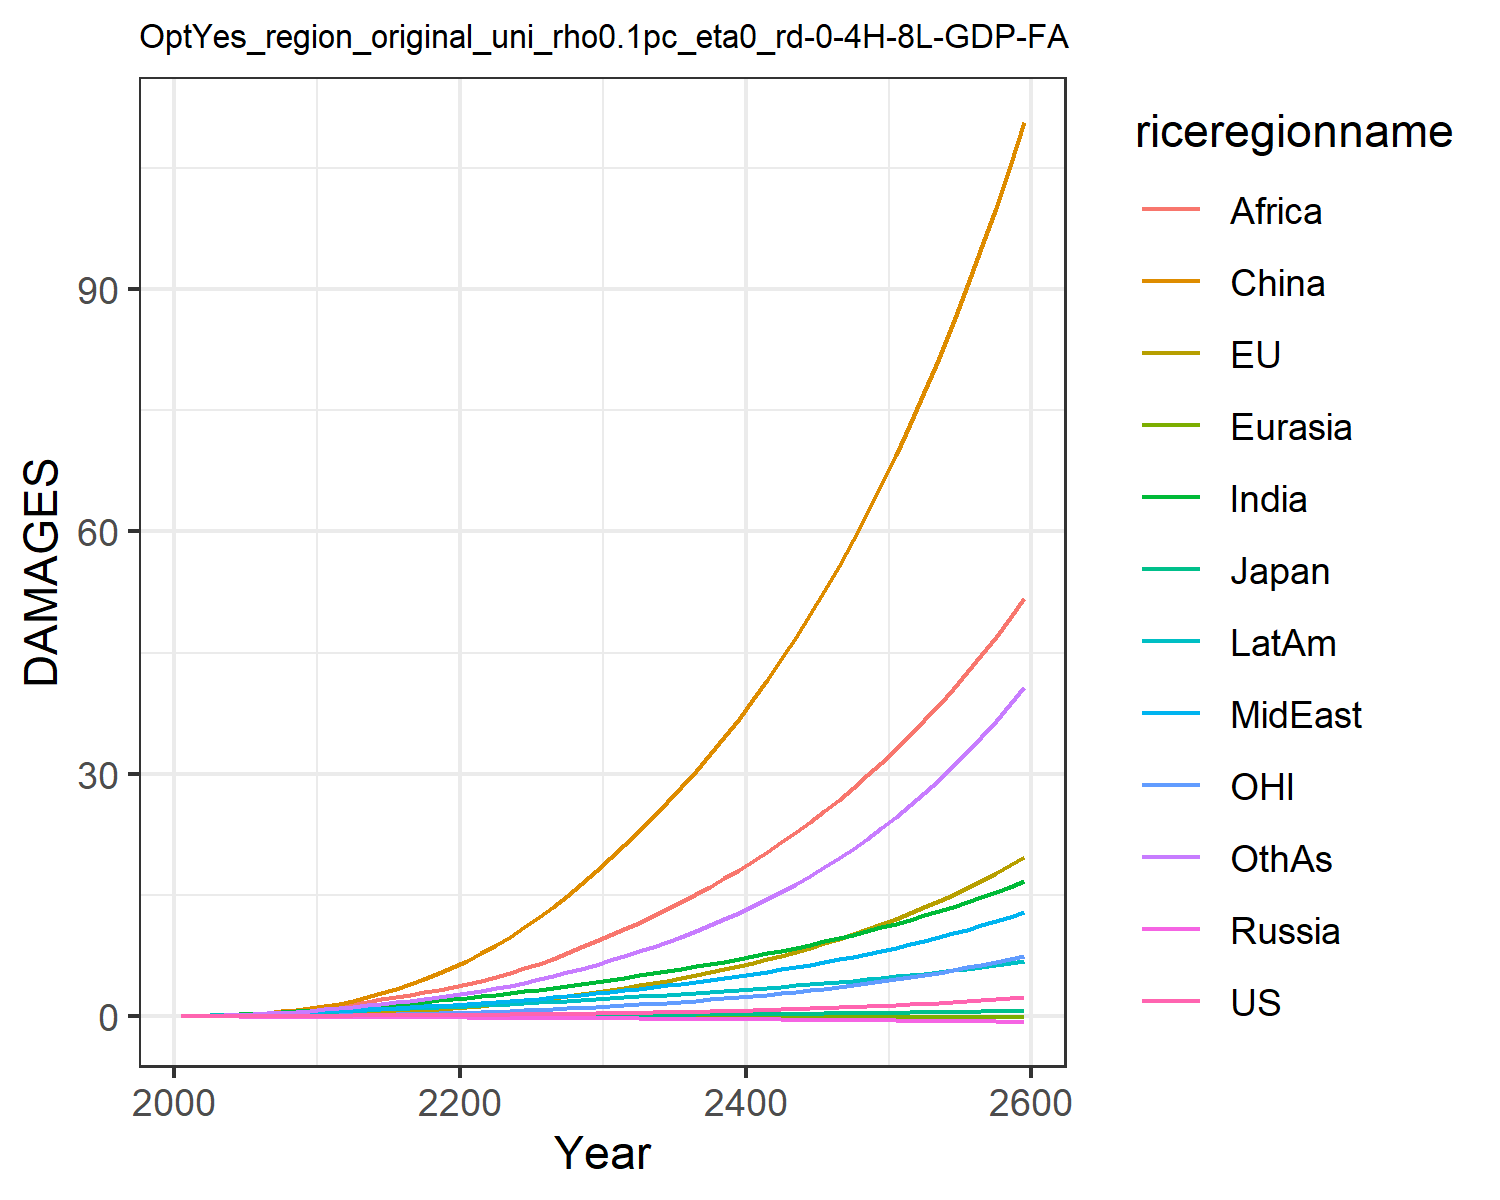 OptYes_region_original_uni_rho0.1pc_eta0_rd-0-4H-8L-GDP-FA
DAMAGES
90
60
30
0
2000 2200 2400 2600
Year
riceregionname
Africa
China
EU
Eurasia
India
Japan
LatAm
MidEast
OHI
OthAs
Russia
US